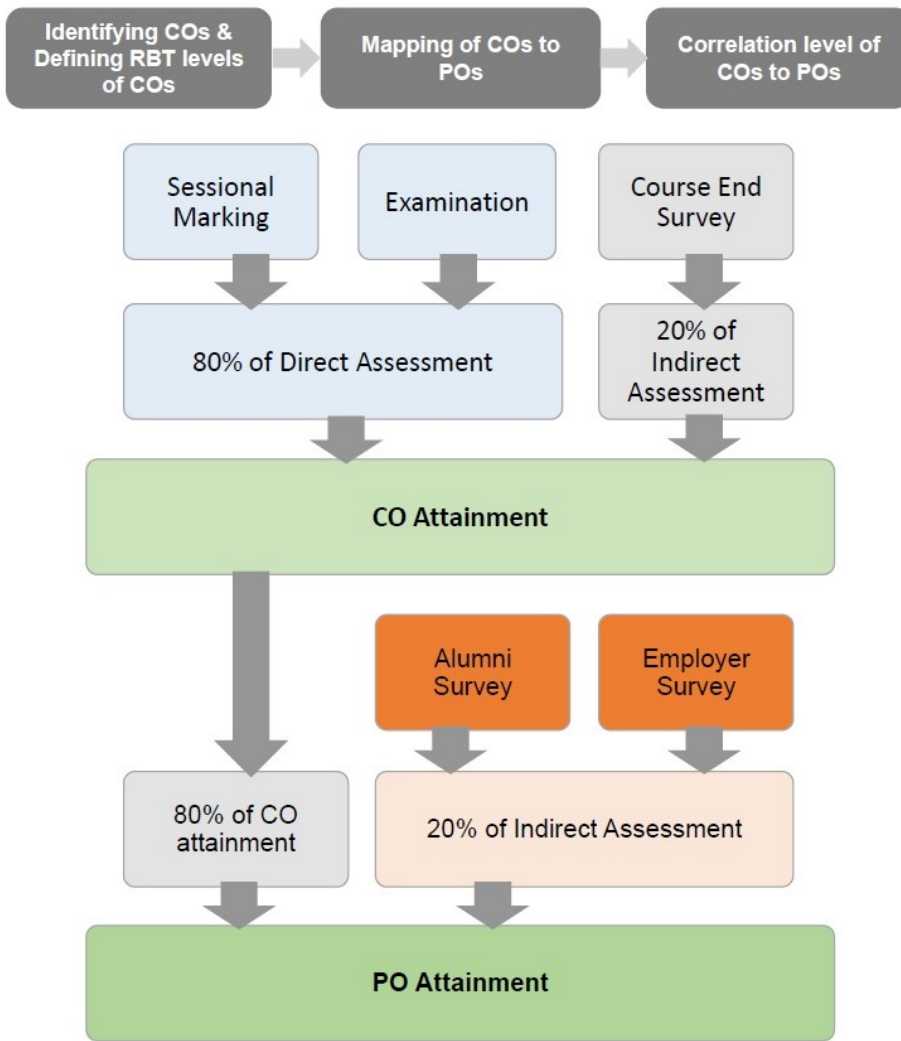 Identifying COs &
Defining RBT levels
of COs
Mapping of COs to
POs
Correlation level of
COs to POs
Sessional
Marking
Examination
Course End
Survey
80% of Direct Assessment
20% of
Indirect
Assessment
CO Attainment
Alumni
Survey
Employer
Survey
80% of CO
attainment
20% of Indirect Assessment
PO Attainment